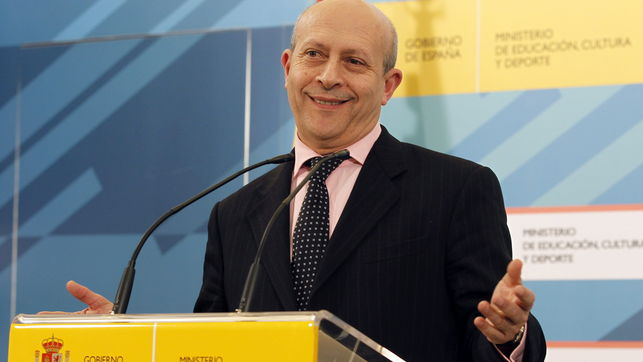 GOBIERNO
DE ESPAÑA
MINISTERIO
DE EDUCACIÓN, CULTURA
Y DEPORTE
MINISTERIO
DE EDUCACIÓN, CULTURA
Y DEPORTE
GOBIERNO
MINISTERIO